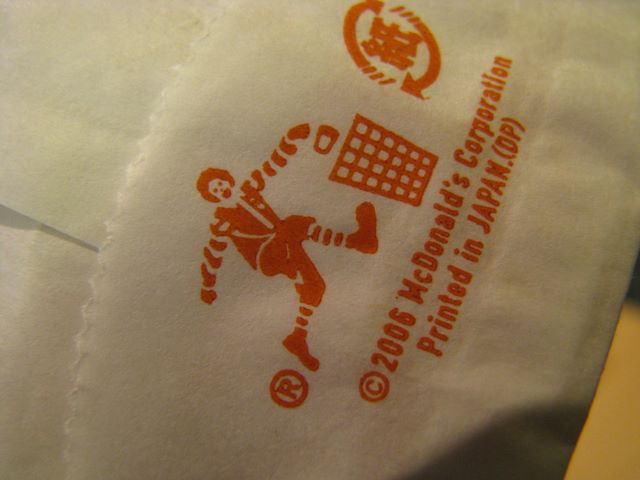 紙
®
©2006 McDonald's Corporation
Printed in JAPAN.(DP)